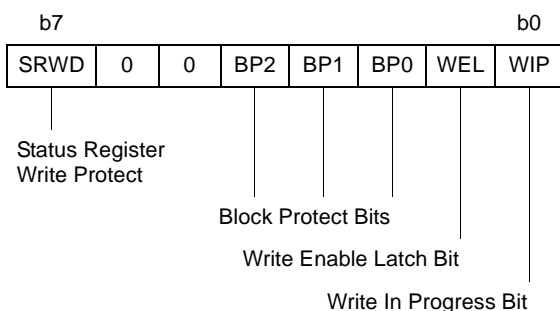 b7 b0
SRWD 0 0 BP2 BP1 BP0 WEL WIP
Status Register
Write Protect
Block Protect Bits
Write Enable Latch Bit
Write In Progress Bit